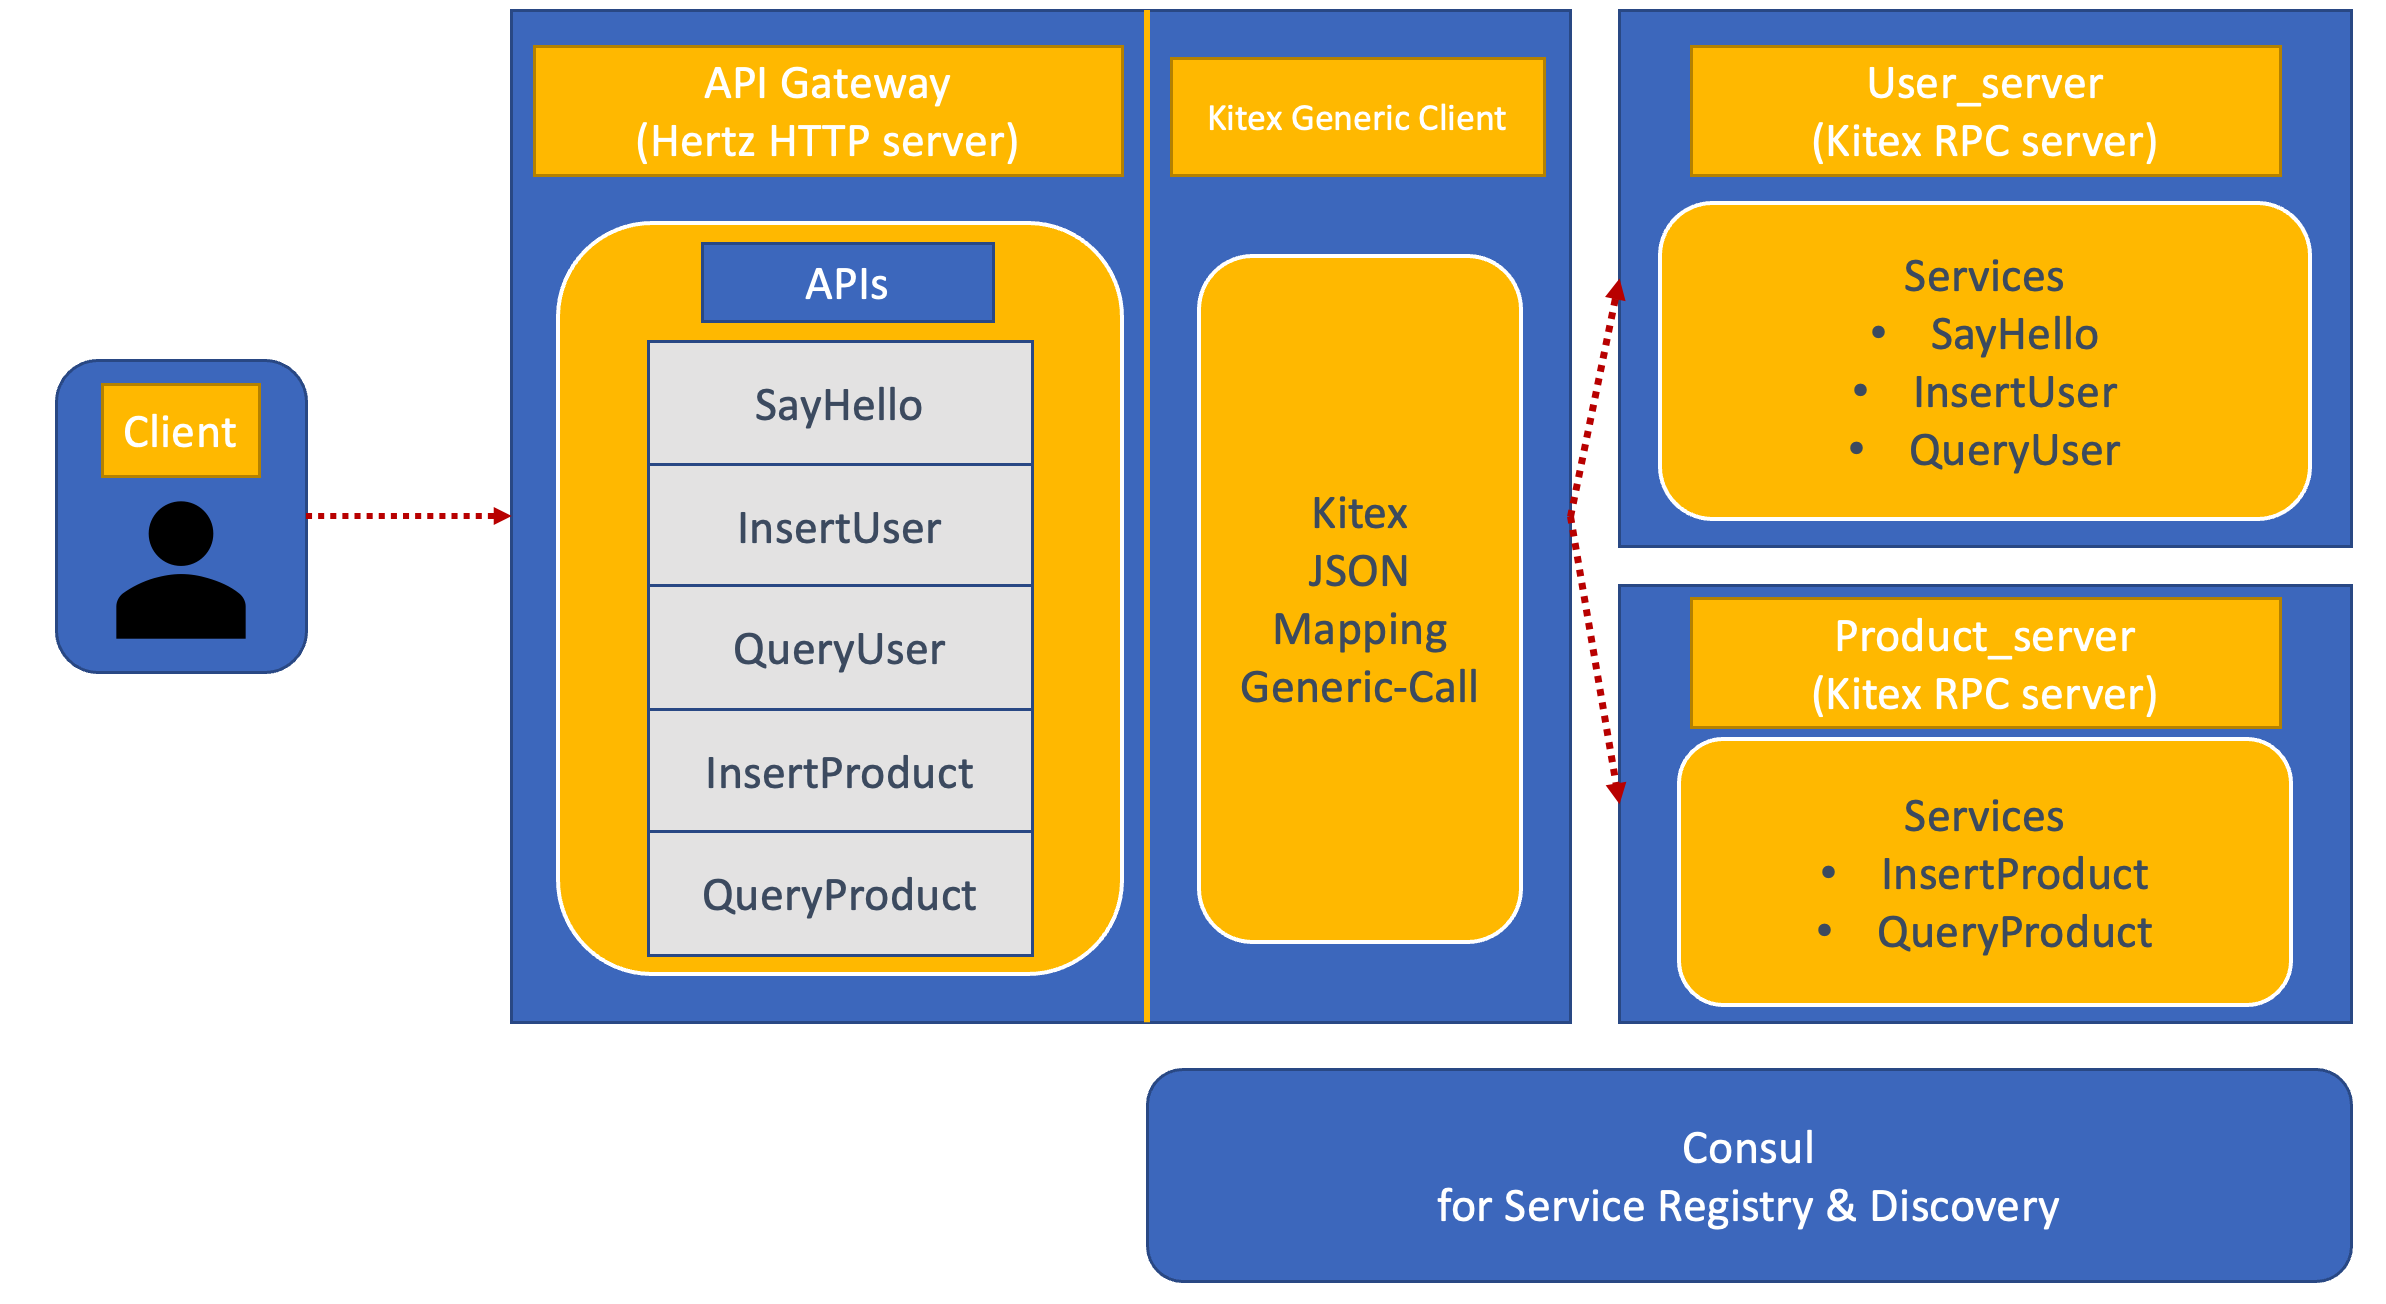 Client
API Gateway
(Hertz HTTP server)
APIs
SayHello
InsertUser
QueryUser
InsertProduct
QueryProduct
Kitex Generic Client
Kitex
JSON
Mapping
Generic-Call
User_server
(Kitex RPC server)
Services
• SayHello
• InsertUser
• QueryUser
Product_server
(Kitex RPC server)
Services
• InsertProduct
• QueryProduct
Consul
for Service Registry & Discovery